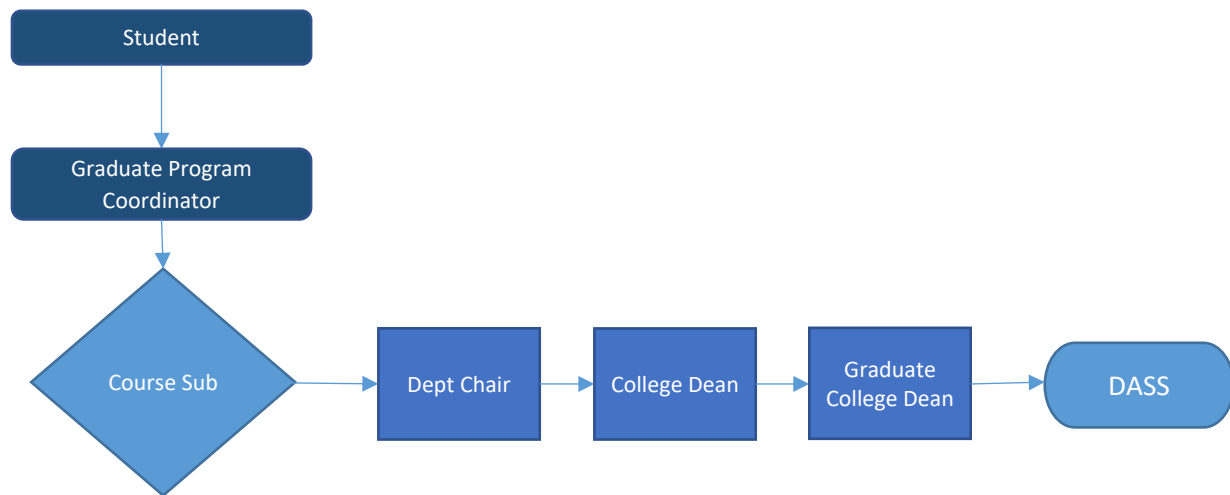 Student
Graduate Program
Coordinator
Course Sub
Dept Chair
College Dean
Graduate
College Dean
DASS